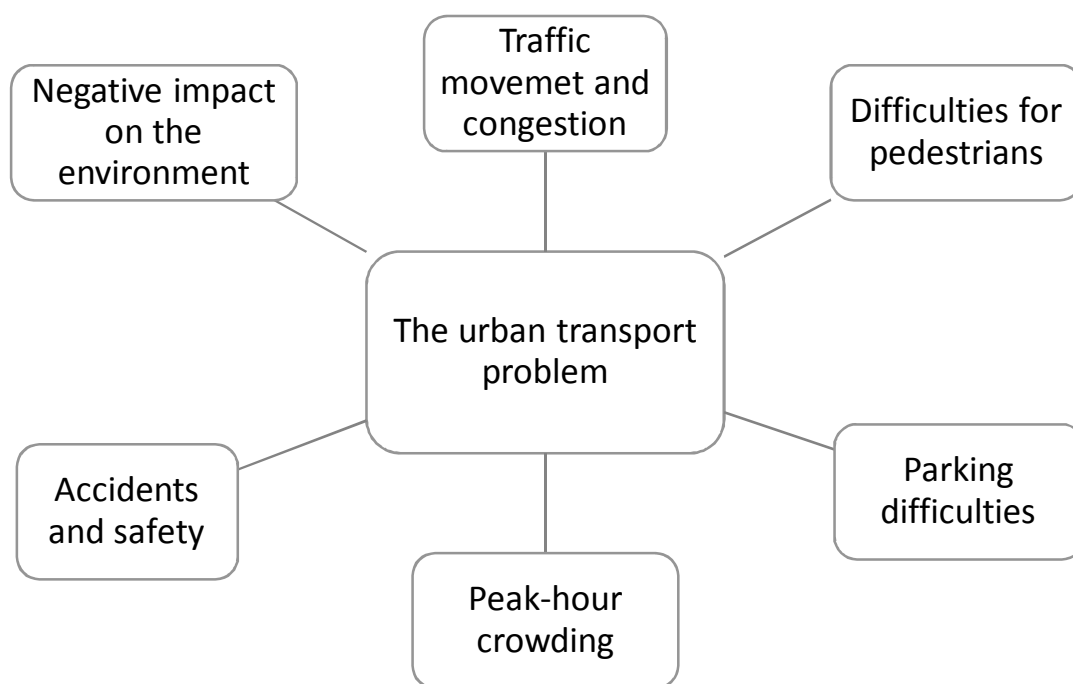 Traffic
movemet and
congestion
Negative impact
on the
environment
Difficulties for
pedestrians
The urban transport
problem
Accidents
and safety
Parking
difficulties
Peak-hour
crowding